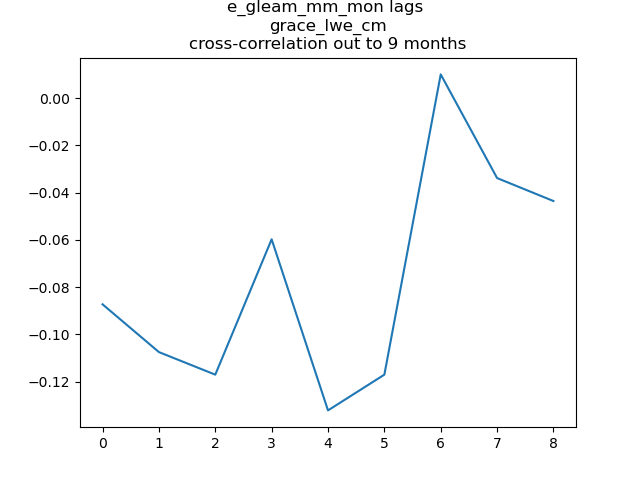 e_gleam_mm_mon lags
grace_lwe_cm
cross-correlation out to 9 months
0.00
−0.02
−0.04
−0.06
−0.08
−0.10
−0.12
0 1 2 3 4 5 6 7 8